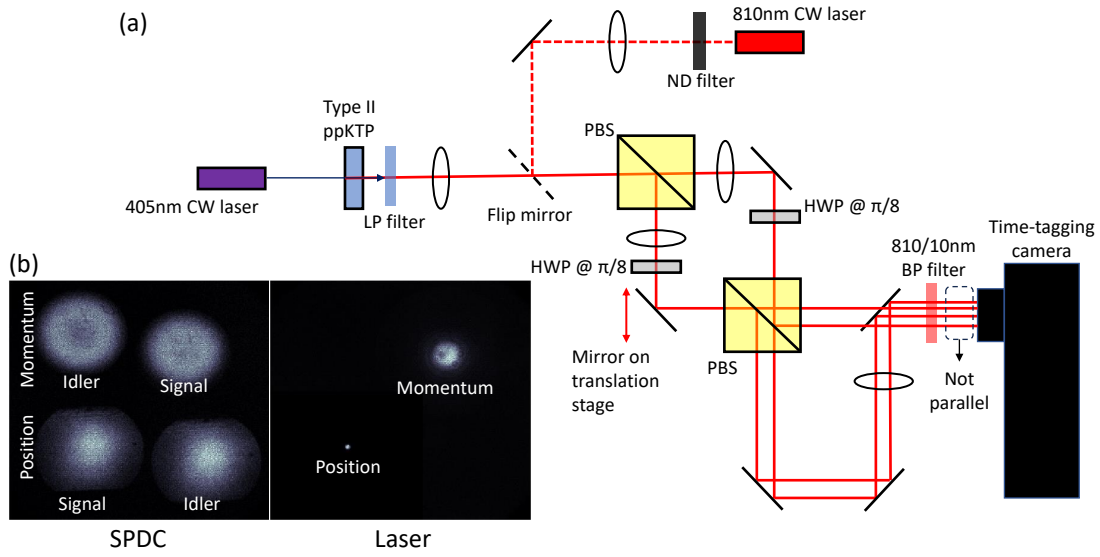 (a)
810nm CW laser
ND filter
Type II
ppKTP
PBS
405nm CW laser
LP filter
Flip mirror
HWP @ π/8
HWP @ π/8
Time-tagging
camera
810/10nm
BP filter
Mirror on
translation
stage
PBS
Not
parallel
(b)
Momentum
Idler
Signal
Momentum
Position
Signal
Idler
Position
SPDC
Laser